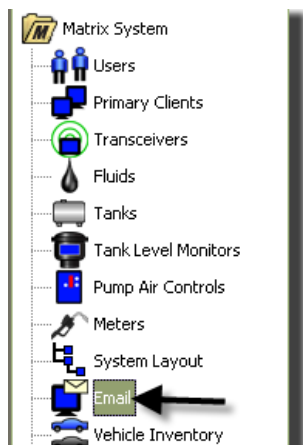 Matrix System
Users
Primary Clients
Transceivers
Fluids
Tanks
Tank Level Monitors
Pump Air Controls
Meters
System Layout
Email
Vehicle Inventory